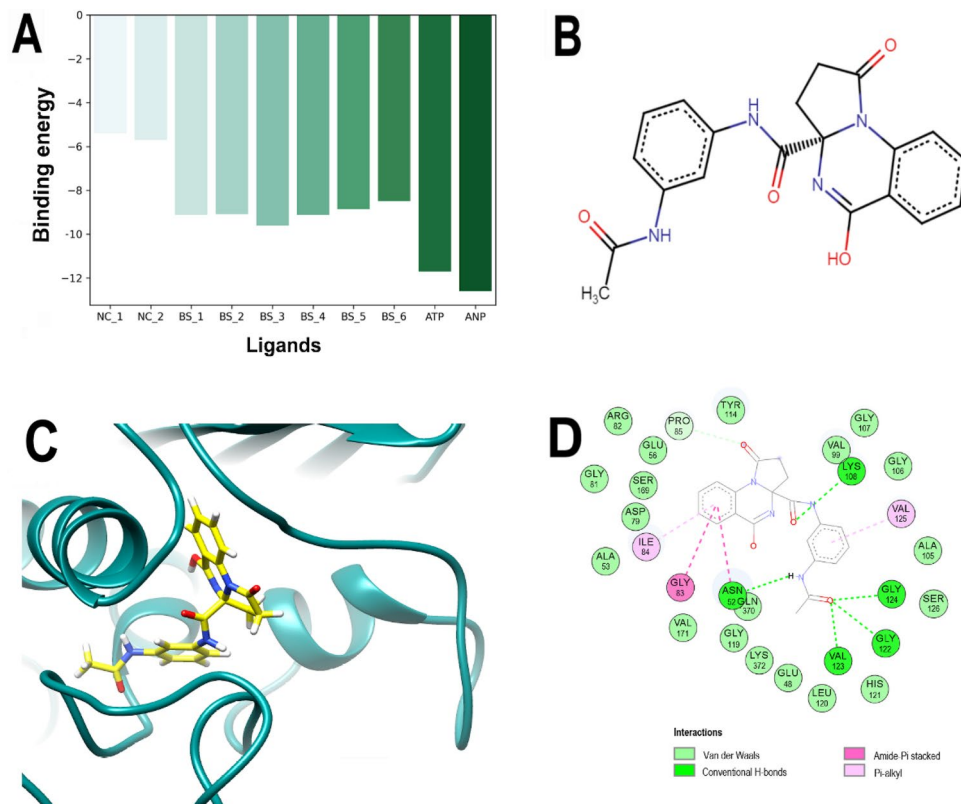 A
0
−2
−4
−6
−8
−10
−12
Binding energy
NC_1 NC_2 BS_1 BS_2 BS_3 BS_4 BS_5 BS_6 ATP ANP
Ligands
B
O
H
N
N
O
N
O
NH
HO
H₃C
C
D
TYR
114
ARG
82
PRO
85
GLY
107
GLU
56
VAL
99
LYS
108
GLY
106
GLY
81
SER
169
ASP
79
VAL
125
ILE
84
ALA
53
ALA
105
GLY
83
ASN
52
GLN
370
GLY
124
SER
126
VAL
171
GLY
119
GLY
122
LYS
372
VAL
123
GLU
48
HIS
121
LEU
120
H
Interactions
Van der Waals
Conventional H-bonds
Amide-Pi stacked
Pi-alkyl